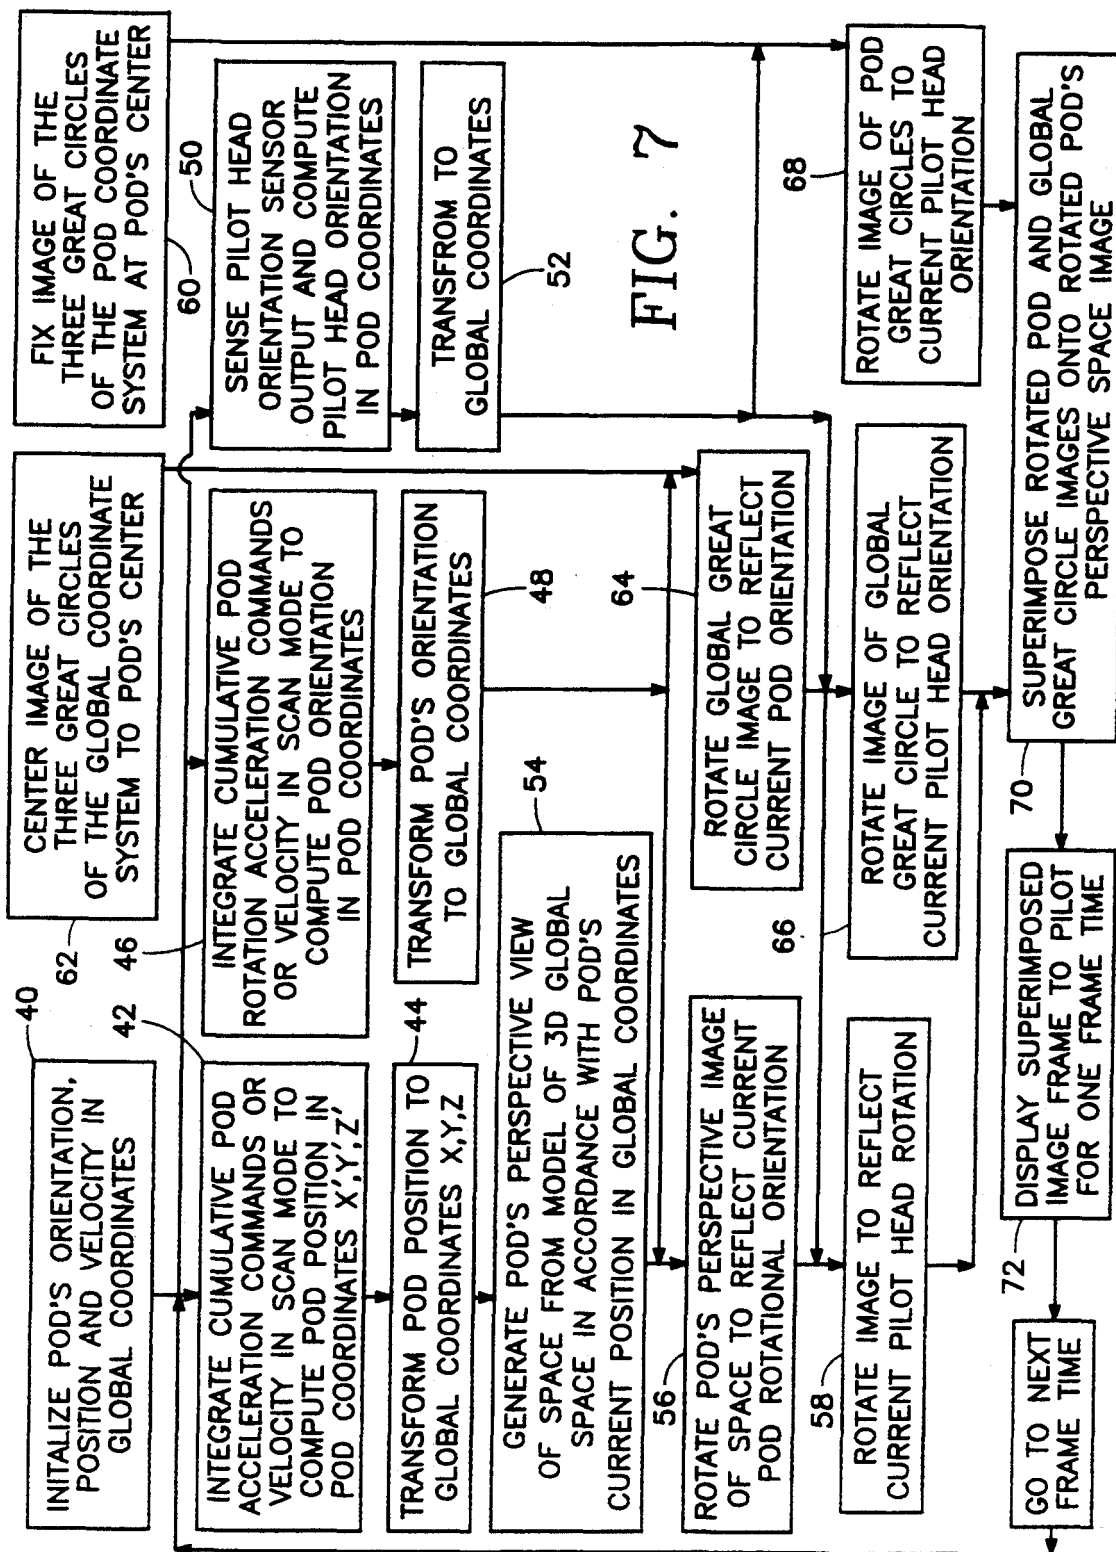 40
INITALIZE POD'S ORIENTATION,
POSITION AND VELOCITY IN
GLOBAL COORDINATES
62
CENTER IMAGE OF THE
THREE GREAT CIRCLES
OF THE GLOBAL COORDINATE
SYSTEM TO POD'S CENTER
FIX IMAGE OF THE
THREE GREAT CIRCLES
OF THE POD COORDINATE
SYSTEM AT POD'S CENTER
60
42
INTEGRATE CUMULATIVE POD
ACCELERATION COMMANDS OR
VELOCITY IN SCAN MODE TO
COMPUTE POD POSITION IN
POD COORDINATES X',Y',Z'
46
INTEGRATE CUMULATIVE POD
ROTATION ACCELERATION COMMANDS
OR VELOCITY IN SCAN MODE TO
COMPUTE POD ORIENTATION
IN POD COORDINATES
50
SENSE PILOT HEAD
ORIENTATION SENSOR
OUTPUT AND COMPUTE
PILOT HEAD ORIENTATION
IN POD COORDINATES
44
TRANSFORM POD POSITION TO
GLOBAL COORDINATES X,Y,Z
TRANSFORM POD'S ORIENTATION
TO GLOBAL COORDINATES
48
TRANSFROM TO
GLOBAL COORDINATES
52
54
GENERATE POD'S PERSPECTIVE VIEW
OF SPACE FROM MODEL OF 3D GLOBAL
SPACE IN ACCORDANCE WITH POD'S
CURRENT POSITION IN GLOBAL COORDINATES
FIG. 7
56
ROTATE POD'S PERSPECTIVE IMAGE
OF SPACE TO REFLECT CURRENT
POD ROTATIONAL ORIENTATION
64
ROTATE GLOBAL GREAT
CIRCLE IMAGE TO REFLECT
CURRENT POD ORIENTATION
58
ROTATE IMAGE TO REFLECT
CURRENT PILOT HEAD ROTATION
66
ROTATE IMAGE OF GLOBAL
GREAT CIRCLE TO REFLECT
CURRENT PILOT HEAD ORIENTATION
68
ROTATE IMAGE OF POD
GREAT CIRCLES TO
CURRENT PILOT HEAD
ORIENTATION
GO TO NEXT
FRAME TIME
72
DISPLAY SUPERIMPOSED
IMAGE FRAME TO PILOT
FOR ONE FRAME TIME
70
SUPERIMPOSE ROTATED POD AND GLOBAL
GREAT CIRCLE IMAGES ONTO ROTATED POD'S
PERSPECTIVE SPACE IMAGE